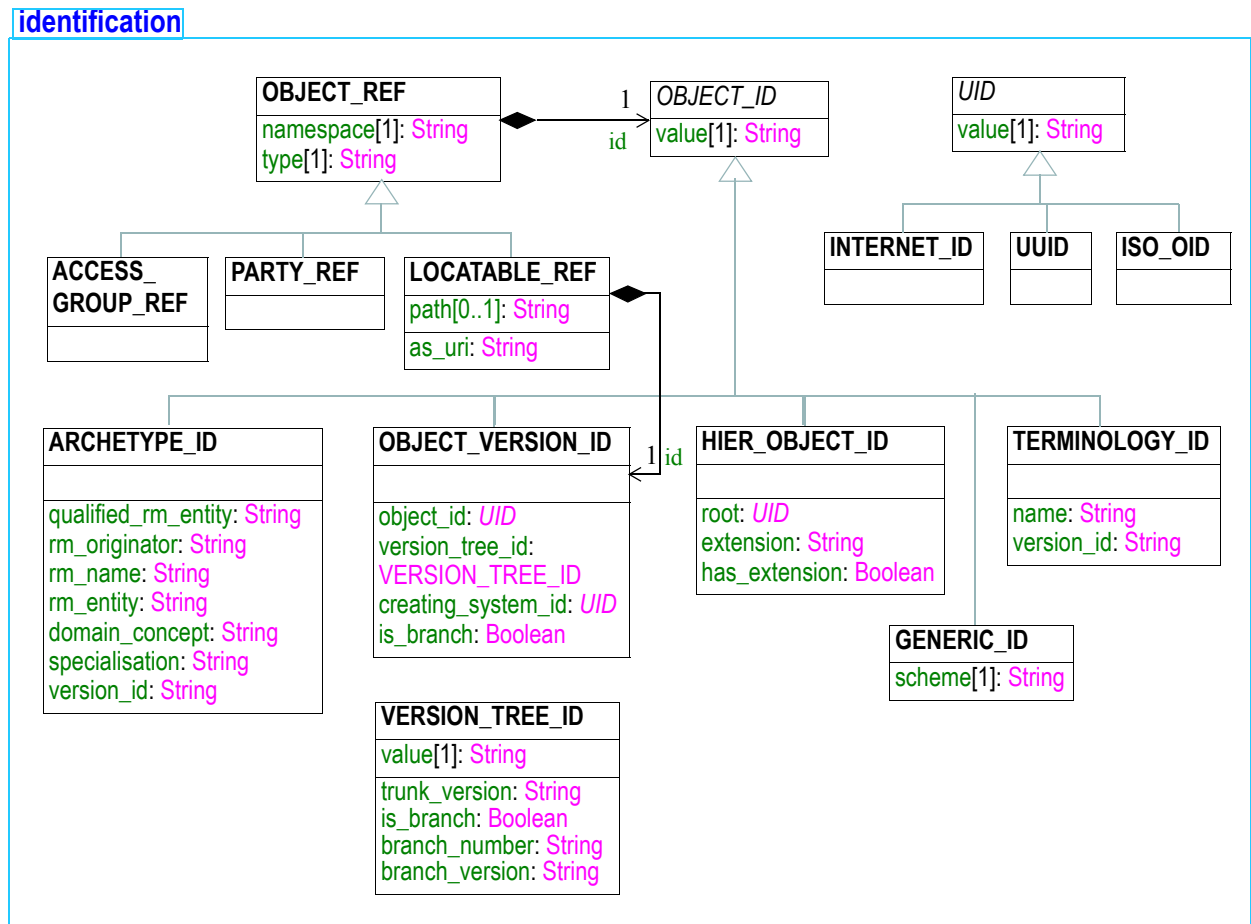 identification
OBJECT_REF
namespace[1]: String
type[1]: String
1
id
OBJECT_ID
value[1]: String
UID
value[1]: String
ACCESS_
GROUP_REF
PARTY_REF
LOCATABLE_REF
path[0..1]: String
as_uri: String
INTERNET_ID
UUID
ISO_OID
ARCHETYPE_ID
qualified_rm_entity: String
rm_originator: String
rm_name: String
rm_entity: String
domain_concept: String
specialisation: String
version_id: String
OBJECT_VERSION_ID
1 id
object_id: UID
version_tree_id:
VERSION_TREE_ID
creating_system_id: UID
is_branch: Boolean
HIER_OBJECT_ID
root: UID
extension: String
has_extension: Boolean
TERMINOLOGY_ID
name: String
version_id: String
GENERIC_ID
scheme[1]: String
VERSION_TREE_ID
value[1]: String
trunk_version: String
is_branch: Boolean
branch_number: String
branch_version: String